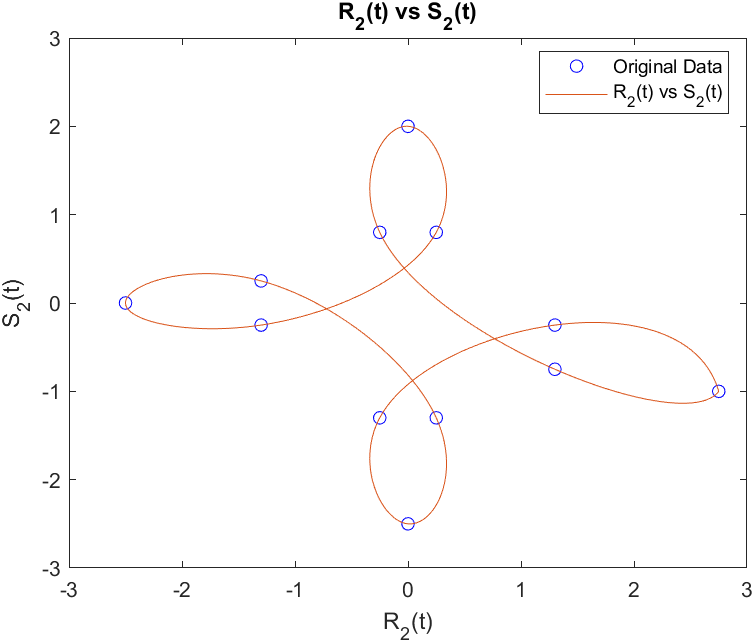 R₂(t) vs S₂(t)
Original Data
R₂(t) vs S₂(t)
S₂(t)
3
2
1
0
-1
-2
-3
-3
-2
-1
0
1
2
3
R₂(t)